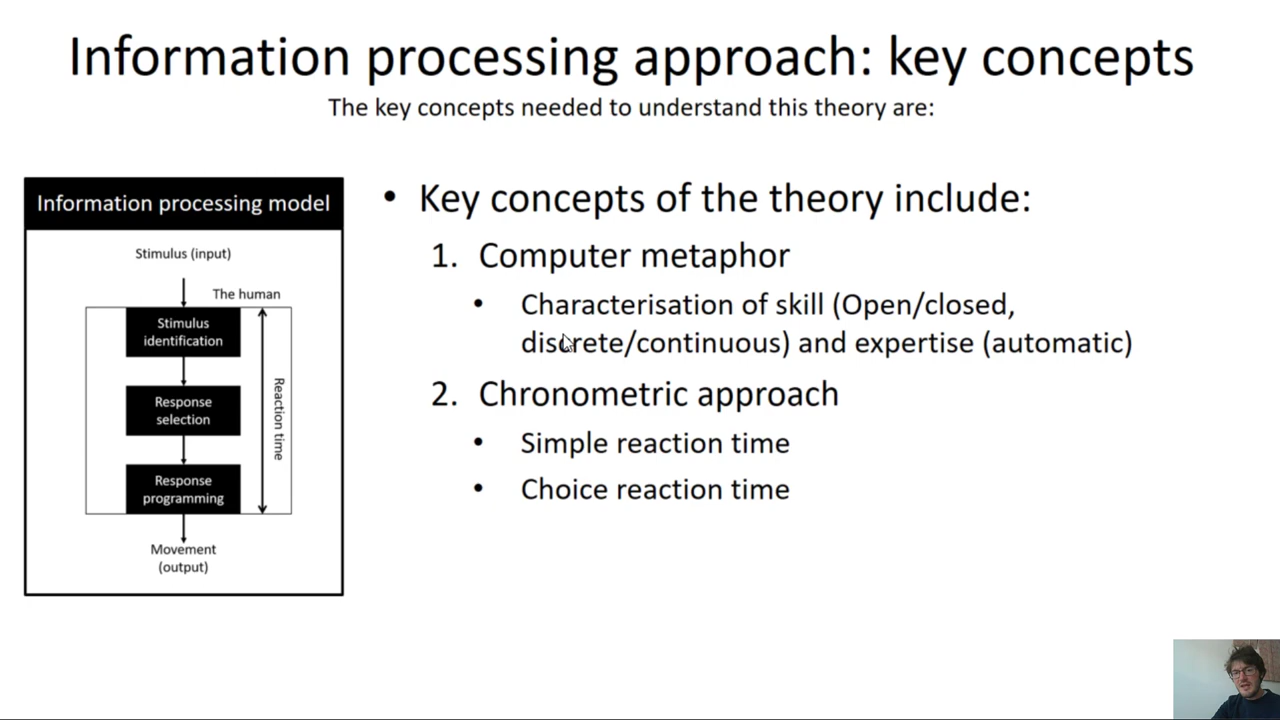 Information processing approach: key concepts
The key concepts needed to understand this theory are:
Information processing model
Stimulus (input)
The human
Stimulus
identification
Response
selection
Reaction time
Response
programming
Movement
(output)
• Key concepts of the theory include:
1. Computer metaphor
• Characterisation of skill (Open/closed,
discrete/continuous) and expertise (automatic)
2. Chronometric approach
• Simple reaction time
• Choice reaction time